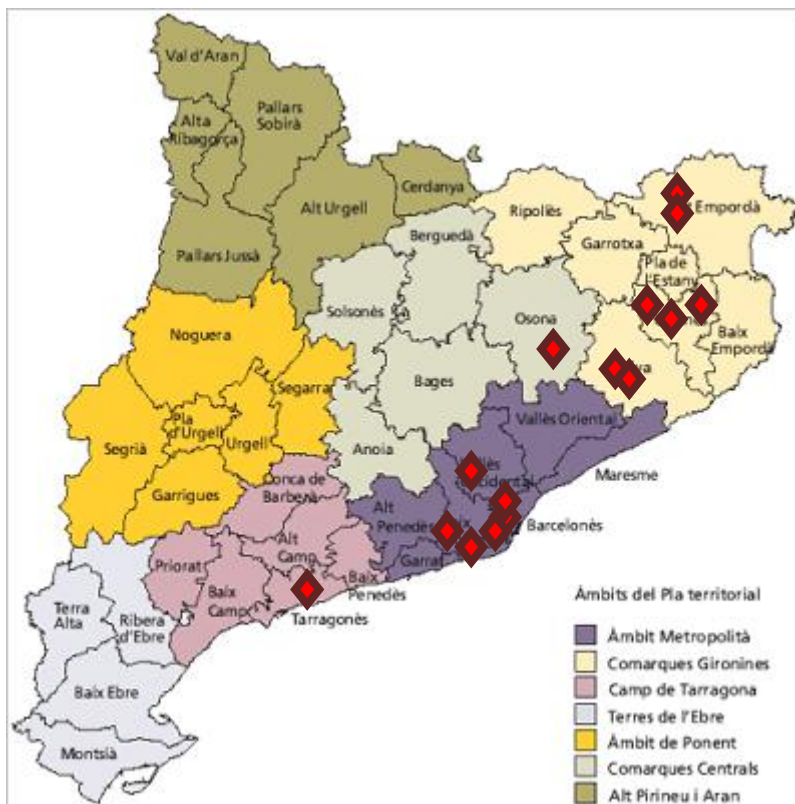 Val d'Aran
Pallars
Sobirà
Alta
Ribagorça
Cerdanya
Alt Urgell
Ripollès
Empordà
Garrotxa
Berguedà
Pla de
l'Estany
Pallars Jussà
Solsonès
Osona
Baix
Empordà
Noguera
Bages
Segarra
Vallès Oriental
Pla
d'Urgell
Urgell
Segrià
Anoia
Maresme
Conca de
Barberà
Garrigues
Alt
Penedès
Barcelonès
Alt
Camp
Garraf
Priorat
Baix
Penedès
Baix
Camp
Tarragonès
Terra
Alta
Ribera
d'Ebre
Baix Ebre
Montsià
Àmbits del Pla territorial
Àmbit Metropolità
Comarques Gironines
Camp de Tarragona
Terres de l'Ebre
Àmbit de Ponent
Comarques Centrals
Alt Pirineu i Aran